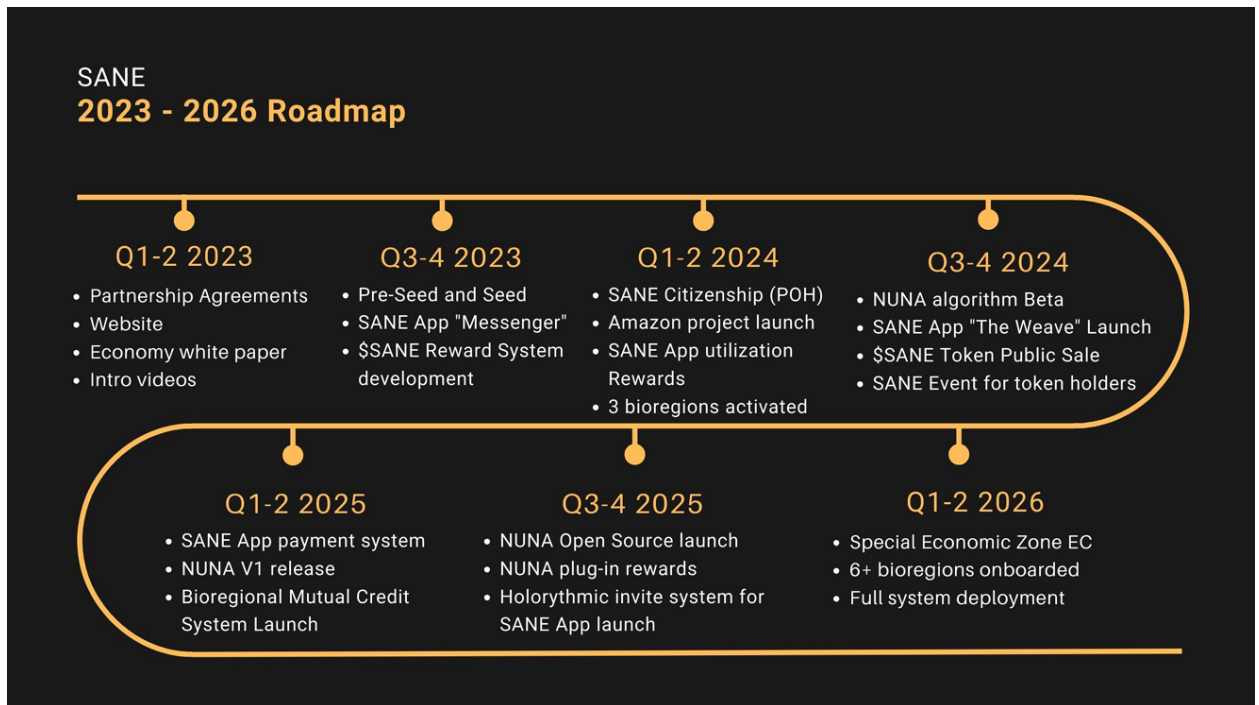 SANE
2023 - 2026 Roadmap
Q1-2 2023
• Partnership Agreements
• Website
• Economy white paper
• Intro videos
Q3-4 2023
• Pre-Seed and Seed
• SANE App "Messenger"
• $SANE Reward System
development
Q1-2 2024
• SANE Citizenship (POH)
• Amazon project launch
• SANE App utilization
Rewards
• 3 bioregions activated
Q3-4 2024
• NUNA algorithm Beta
• SANE App "The Weave" Launch
• $SANE Token Public Sale
• SANE Event for token holders
Q1-2 2025
• SANE App payment system
• NUNA V1 release
• Bioregional Mutual Credit
System Launch
Q3-4 2025
• NUNA Open Source launch
• NUNA plug-in rewards
• Holorythmic invite system for
SANE App launch
Q1-2 2026
• Special Economic Zone EC
• 6+ bioregions onboarded
• Full system deployment